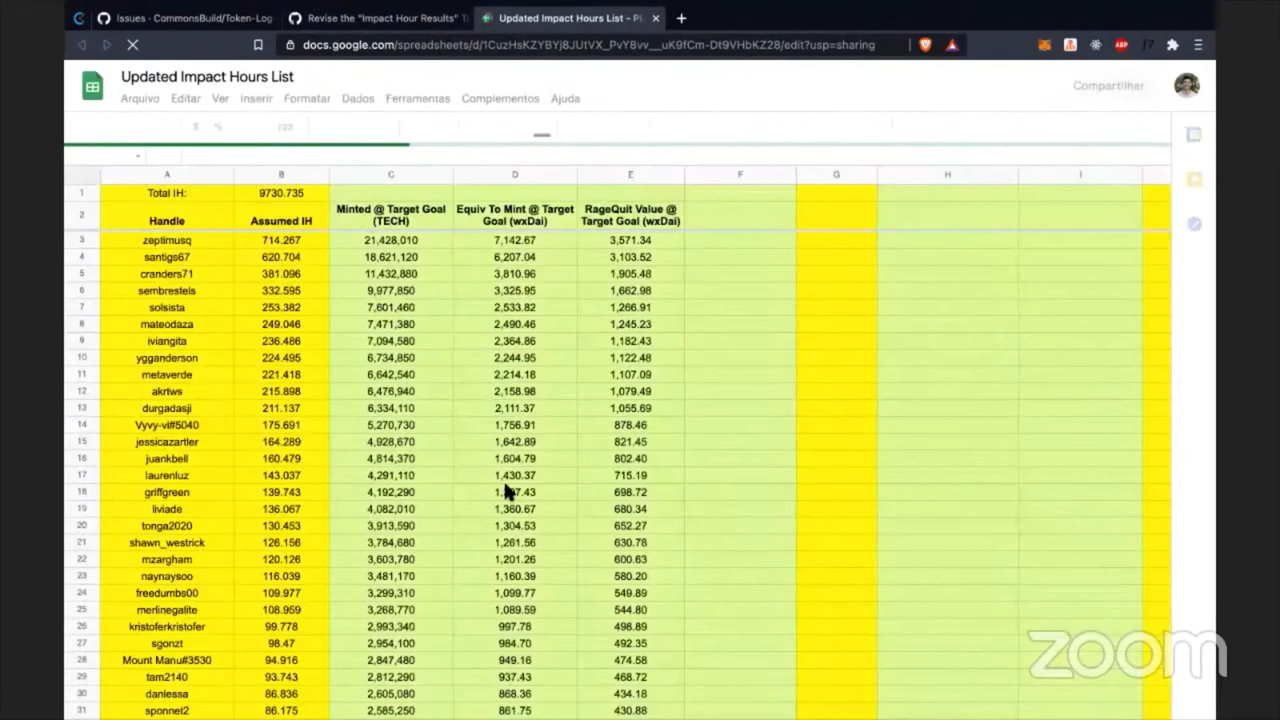 Issues · CommonsBuild/Token-Log Revise the "Impact Hour Results" T Updated Impact Hours List - Pl
docs.google.com/spreadsheets/d/1CuzHsKZYBYj8JUtVX_PvY8vv__uK9fCm-Dt9VHbKZ28/edit?usp=sharing
Updated Impact Hours List
Compartilhar
Arquivo Editar Ver Inserir Formatar Dados Ferramentas Complementos Ajuda
% 123
A B C D E F G H I
1 Total IH: 9730.735
2 Handle Assumed IH Minted @ Target Goal (TECH) Equiv To Mint @ Target Goal (wxDai) RageQuit Value @ Target Goal (wxDai)
3 zeptimusq 714.267 21,428,010 7,142.67 3,571.34
4 santigs67 620.704 18,621,120 6,207.04 3,103.52
5 cranders71 381.096 11,432,880 3,810.96 1,905.48
6 sembrestels 332.595 9,977,850 3,325.95 1,662.98
7 solsista 253.382 7,601,460 2,533.82 1,266.91
8 mateodaza 249.046 7,471,380 2,490.46 1,245.23
9 iviangita 236.486 7,094,580 2,364.86 1,182.43
10 ygganderson 224.495 6,734,850 2,244.95 1,122.48
11 metaverde 221.418 6,642,540 2,214.18 1,107.09
12 akrtws 215.898 6,476,940 2,158.98 1,079.49
13 durgadasji 211.137 6,334,110 2,111.37 1,055.69
14 Vyvy-vi#5040 175.691 5,270,730 1,756.91 878.46
15 jessicazartler 164.289 4,928,670 1,642.89 821.45
16 juankbell 160.479 4,814,370 1,604.79 802.40
17 laurenluz 143.037 4,291,110 1,430.37 715.19
18 griffgreen 139.743 4,192,290 698.72
19 liviade 136.067 4,082,010 1,360.67 680.34
20 tonga2020 130.453 3,913,590 1,304.53 652.27
21 shawn_westrick 126.156 3,784,680 1,261.56 630.78
22 mzargham 120.126 3,603,780 1,201.26 600.63
23 naynaysoo 116.039 3,481,170 1,160.39 580.20
24 freedumbs00 109.977 3,299,310 1,099.77 549.89
25 merlinegalite 108.959 3,268,770 1,089.59 544.80
26 kristoferkristofer 99.778 2,993,340 997.78 498.89
27 sgonzt 98.47 2,954,100 984.70 492.35
28 Mount Manu#3530 94.916 2,847,480 949.16 474.58
29 tam2140 93.743 2,812,290 937.43 468.72
30 danlessa 86.836 2,605,080 868.36 434.18
31 sponnet2 86.175 2,585,250 861.75 430.88
zoom